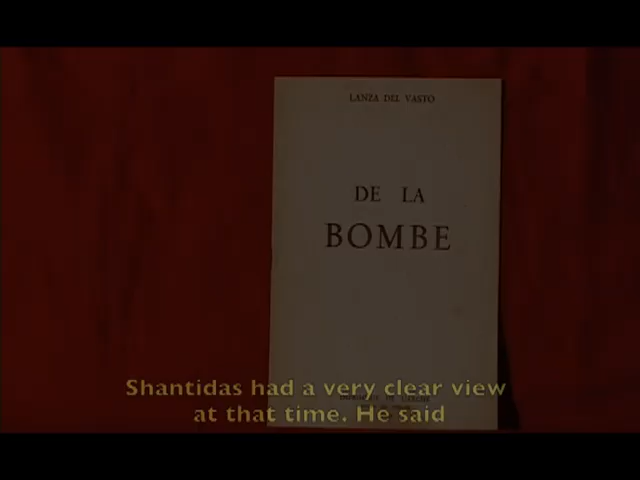 LANZA DEL VASTO
DE LA
BOMBE
Shantidas had a very clear view
at that time. He said